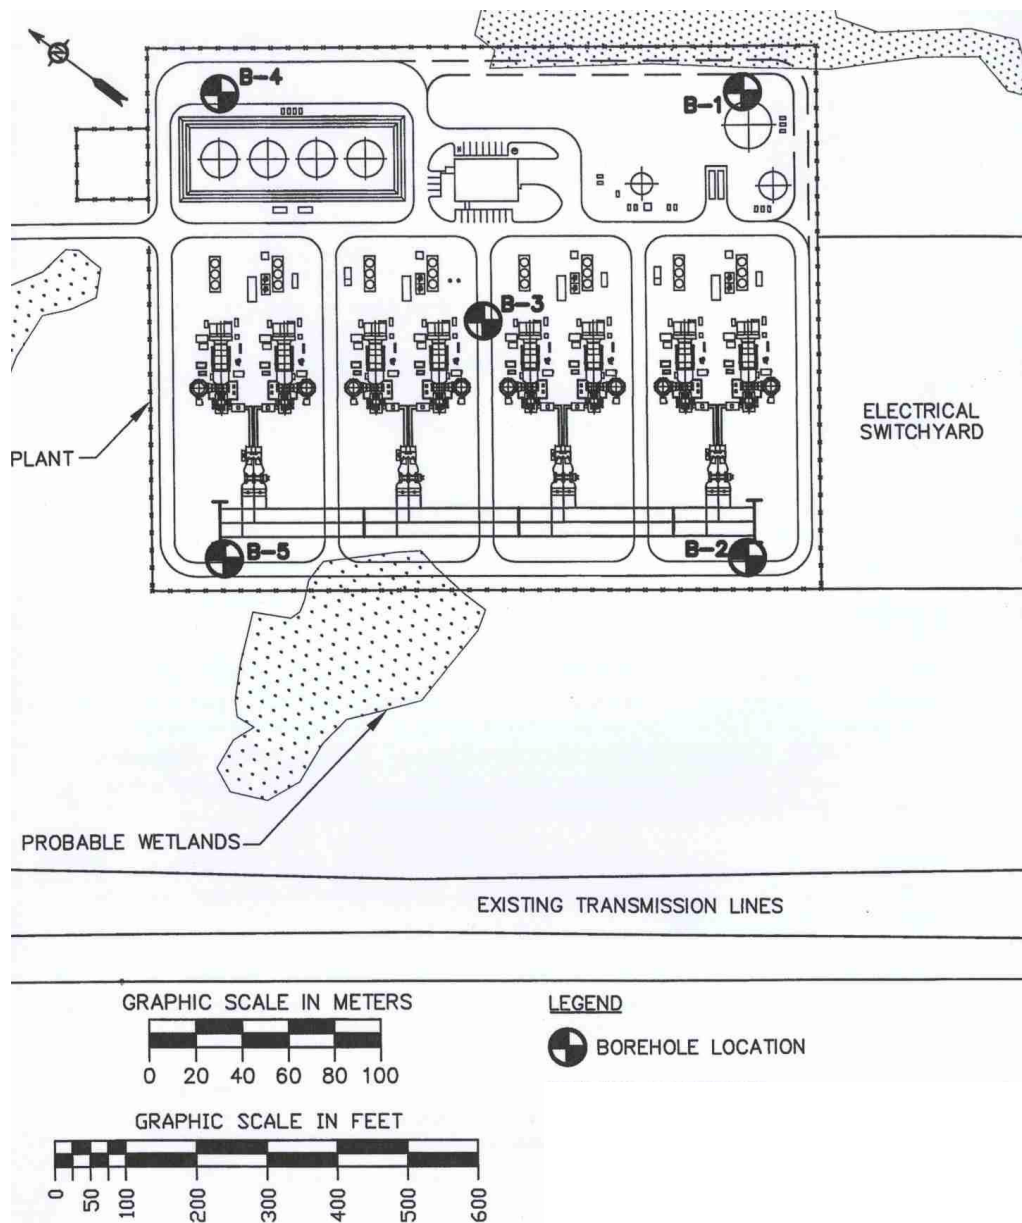 B-4
B-1
B-3
ELECTRICAL
SWITCHYARD
PLANT
B-5
B-2
PROBABLE WETLANDS
EXISTING TRANSMISSION LINES
GRAPHIC SCALE IN METERS
0 20 40 60 80 100
LEGEND
BOREHOLE LOCATION
GRAPHIC SCALE IN FEET
0 50 100 200 300 400 500 600